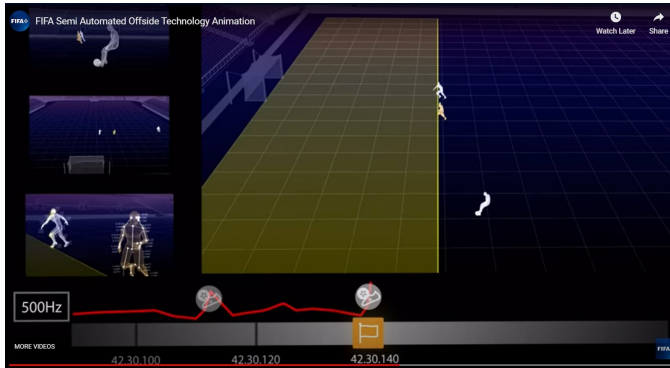 FIFA+ FIFA Semi Automated Offside Technology Animation
Watch Later
Share
500Hz
MORE VIDEOS
42.30.100
42.30.120
42.30.140
FIFA